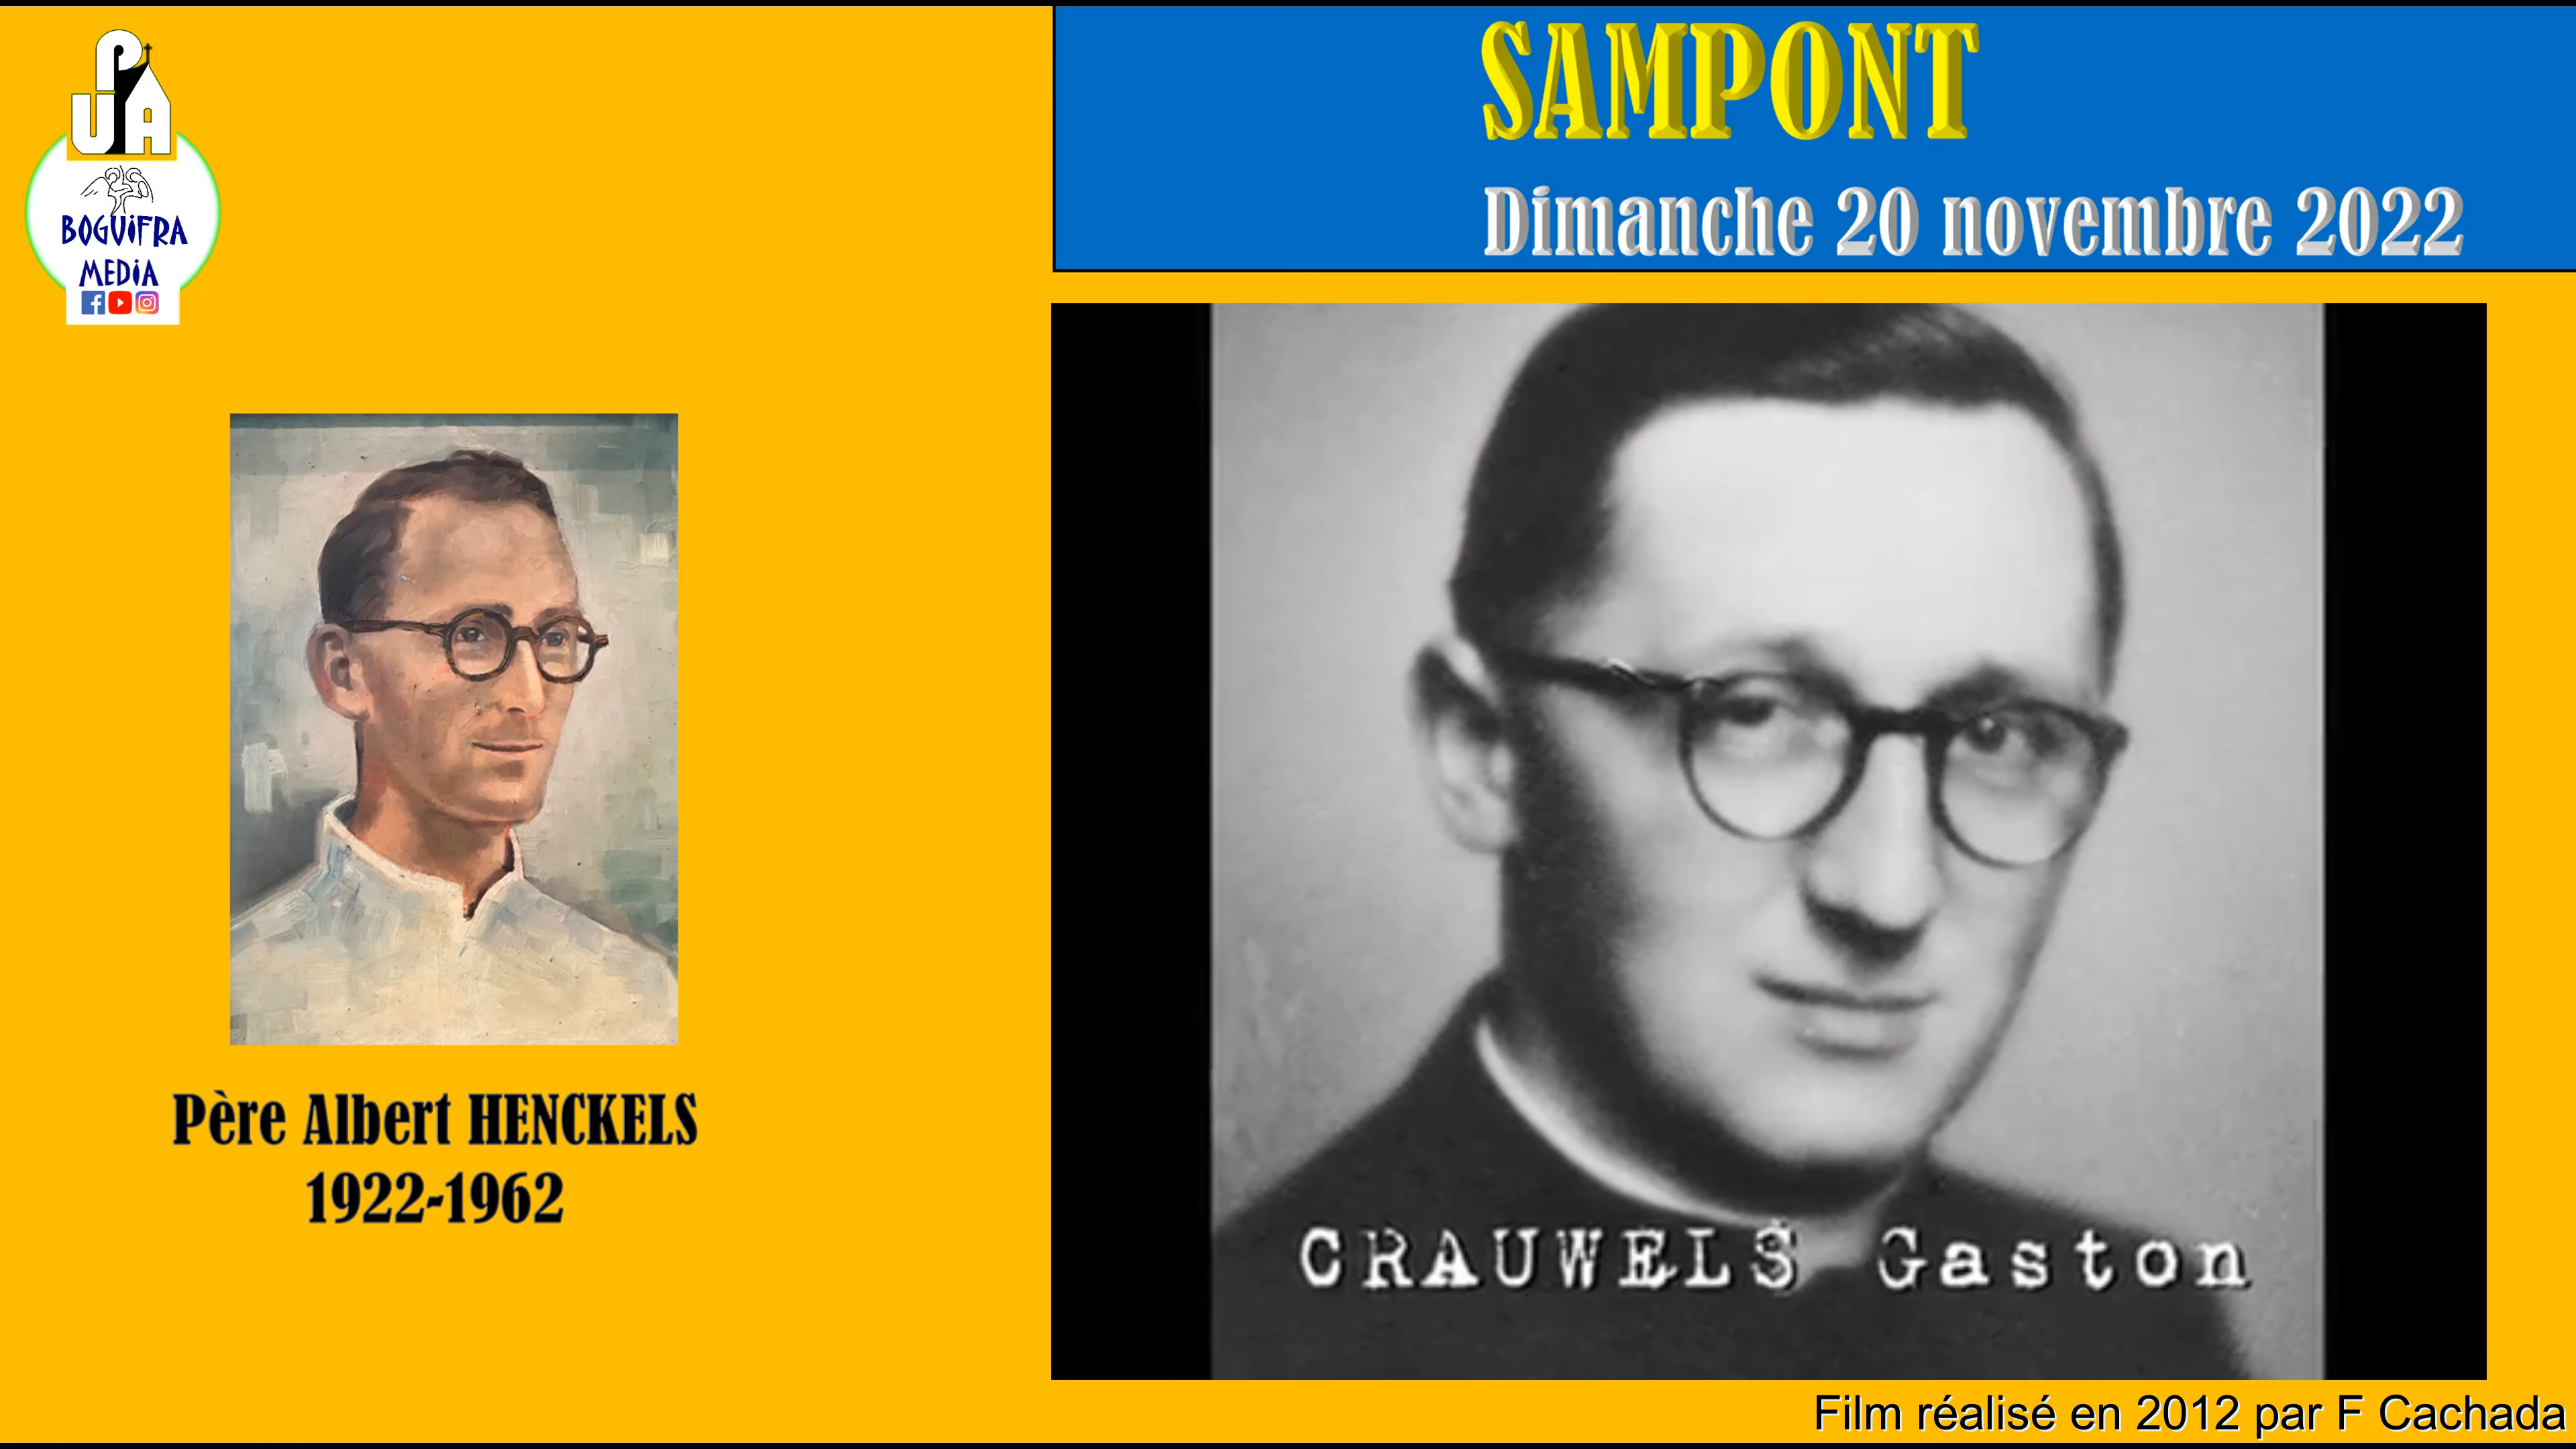 UPA
BOGUIFRA
MEDIA
SAMPONT
Dimanche 20 novembre 2022
Père Albert HENCKELS
1922-1962
CRAUWELS Gaston
Film réalisé en 2012 par F Cachada